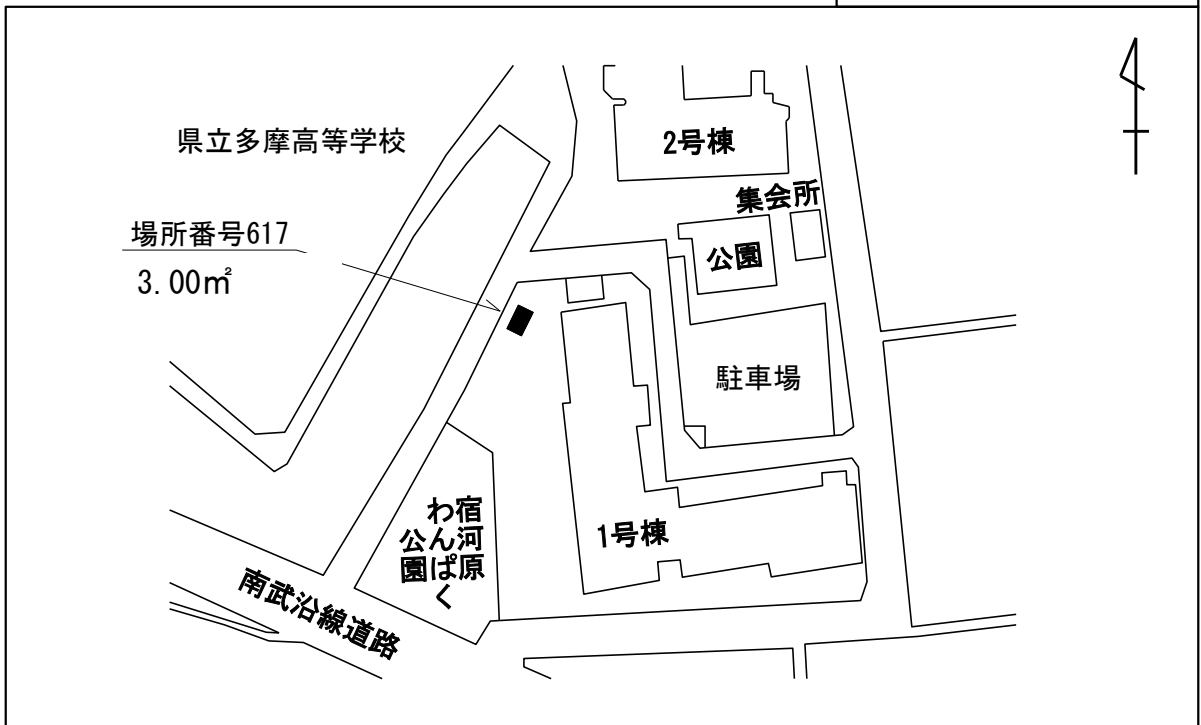 県立多摩高等学校
2号棟
集会所
場所番号617
3.00㎡
公園
駐車場
宿河原
わんぱく
公園
1号棟
南武沿線道路